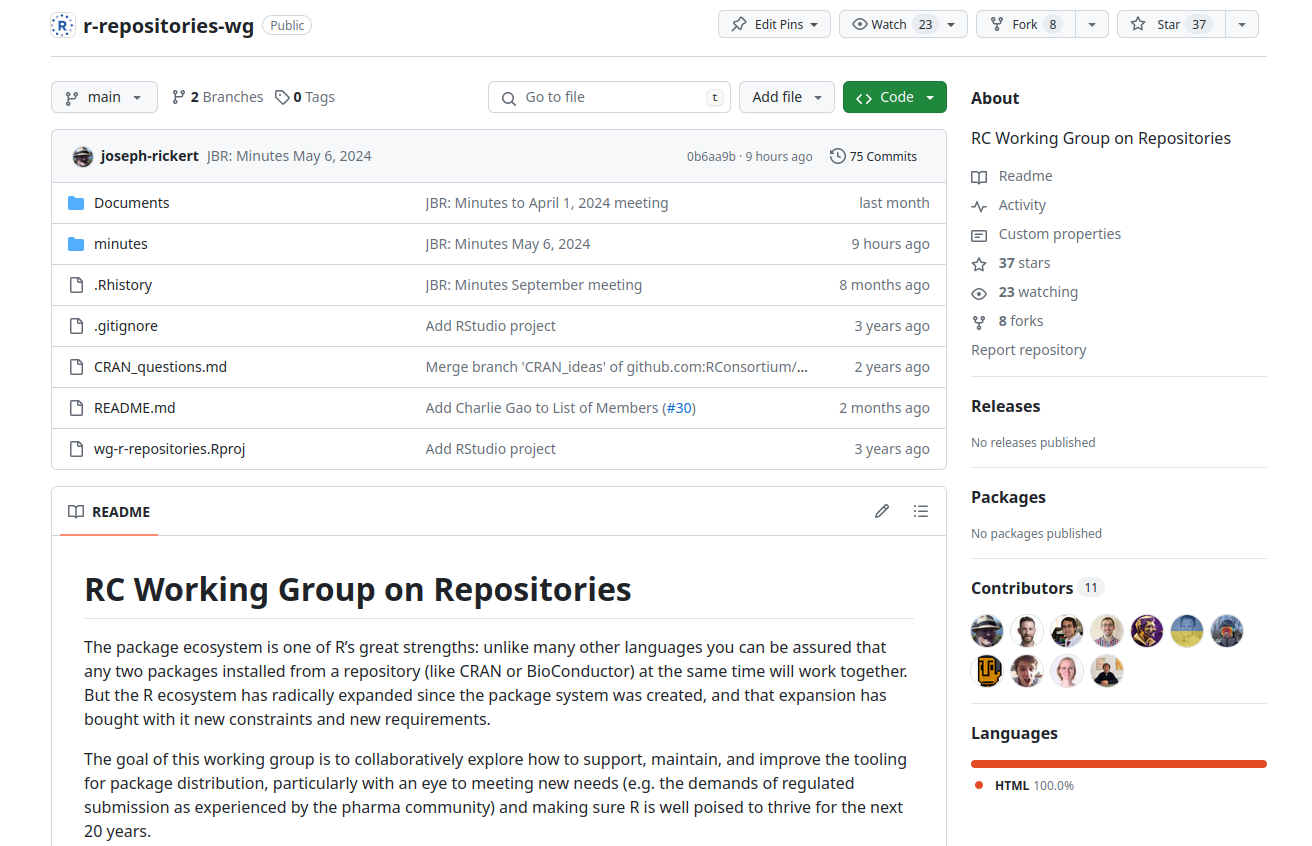 r-repositories-wg Public Edit Pins Watch 23 Fork 8 Star 37
main 2 Branches 0 Tags Go to file t Add file Code
joseph-rickert JBR: Minutes May 6, 2024 0b6aa9b · 9 hours ago 75 Commits
Documents JBR: Minutes to April 1, 2024 meeting last month
minutes JBR: Minutes May 6, 2024 9 hours ago
.Rhistory JBR: Minutes September meeting 8 months ago
.gitignore Add RStudio project 3 years ago
CRAN_questions.md Merge branch 'CRAN_ideas' of github.com:RConsortium/... 2 years ago
README.md Add Charlie Gao to List of Members (#30) 2 months ago
wg-r-repositories.Rproj Add RStudio project 3 years ago
README
RC Working Group on Repositories
The package ecosystem is one of R’s great strengths: unlike many other languages you can be assured that
any two packages installed from a repository (like CRAN or BioConductor) at the same time will work together.
But the R ecosystem has radically expanded since the package system was created, and that expansion has
bought with it new constraints and new requirements.
The goal of this working group is to collaboratively explore how to support, maintain, and improve the tooling
for package distribution, particularly with an eye to meeting new needs (e.g. the demands of regulated
submission as experienced by the pharma community) and making sure R is well poised to thrive for the next
20 years.
About
RC Working Group on Repositories
Readme
Activity
Custom properties
37 stars
23 watching
8 forks
Report repository
Releases
No releases published
Packages
No packages published
Contributors 11
Languages
HTML 100.0%